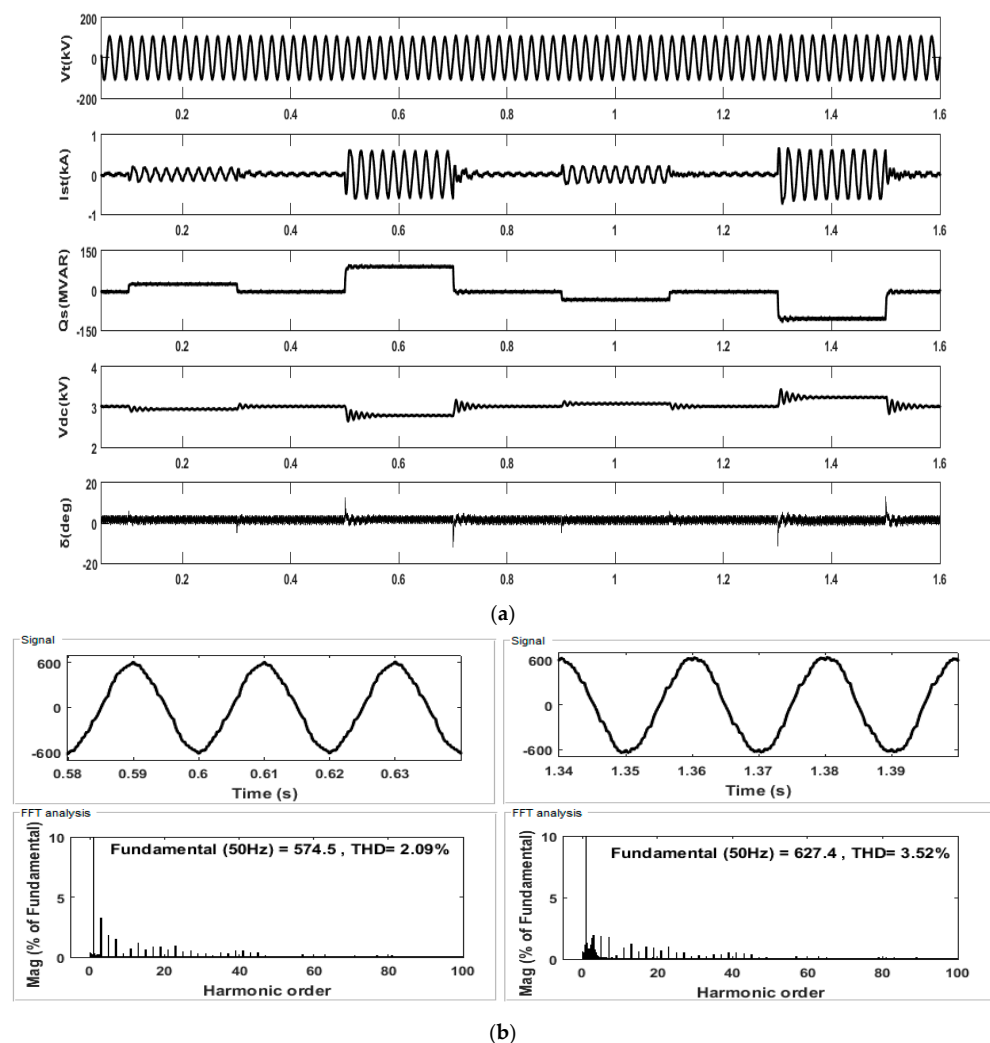 Vt(kV)
200
0
-200
0.2 0.4 0.6 0.8 1 1.2 1.4 1.6
Ist(kA)
1
0
-1
0.2 0.4 0.6 0.8 1 1.2 1.4 1.6
Qs(MVAR)
150
0
-150
0.2 0.4 0.6 0.8 1 1.2 1.4 1.6
Vdc(kV)
4
3
2
0.2 0.4 0.6 0.8 1 1.2 1.4 1.6
δ(deg)
20
0
-20
0.2 0.4 0.6 0.8 1 1.2 1.4 1.6
(a)
Signal
600
0
-600
0.58 0.59 0.6 0.61 0.62 0.63
Time (s)
FFT analysis
Mag (% of Fundamental)
10
5
0
Fundamental (50Hz) = 574.5 , THD= 2.09%
0 20 40 60 80 100
Harmonic order
Signal
600
0
-600
1.34 1.35 1.36 1.37 1.38 1.39
Time (s)
FFT analysis
Mag (% of Fundamental)
10
5
0
Fundamental (50Hz) = 627.4 , THD= 3.52%
0 20 40 60 80 100
Harmonic order
(b)